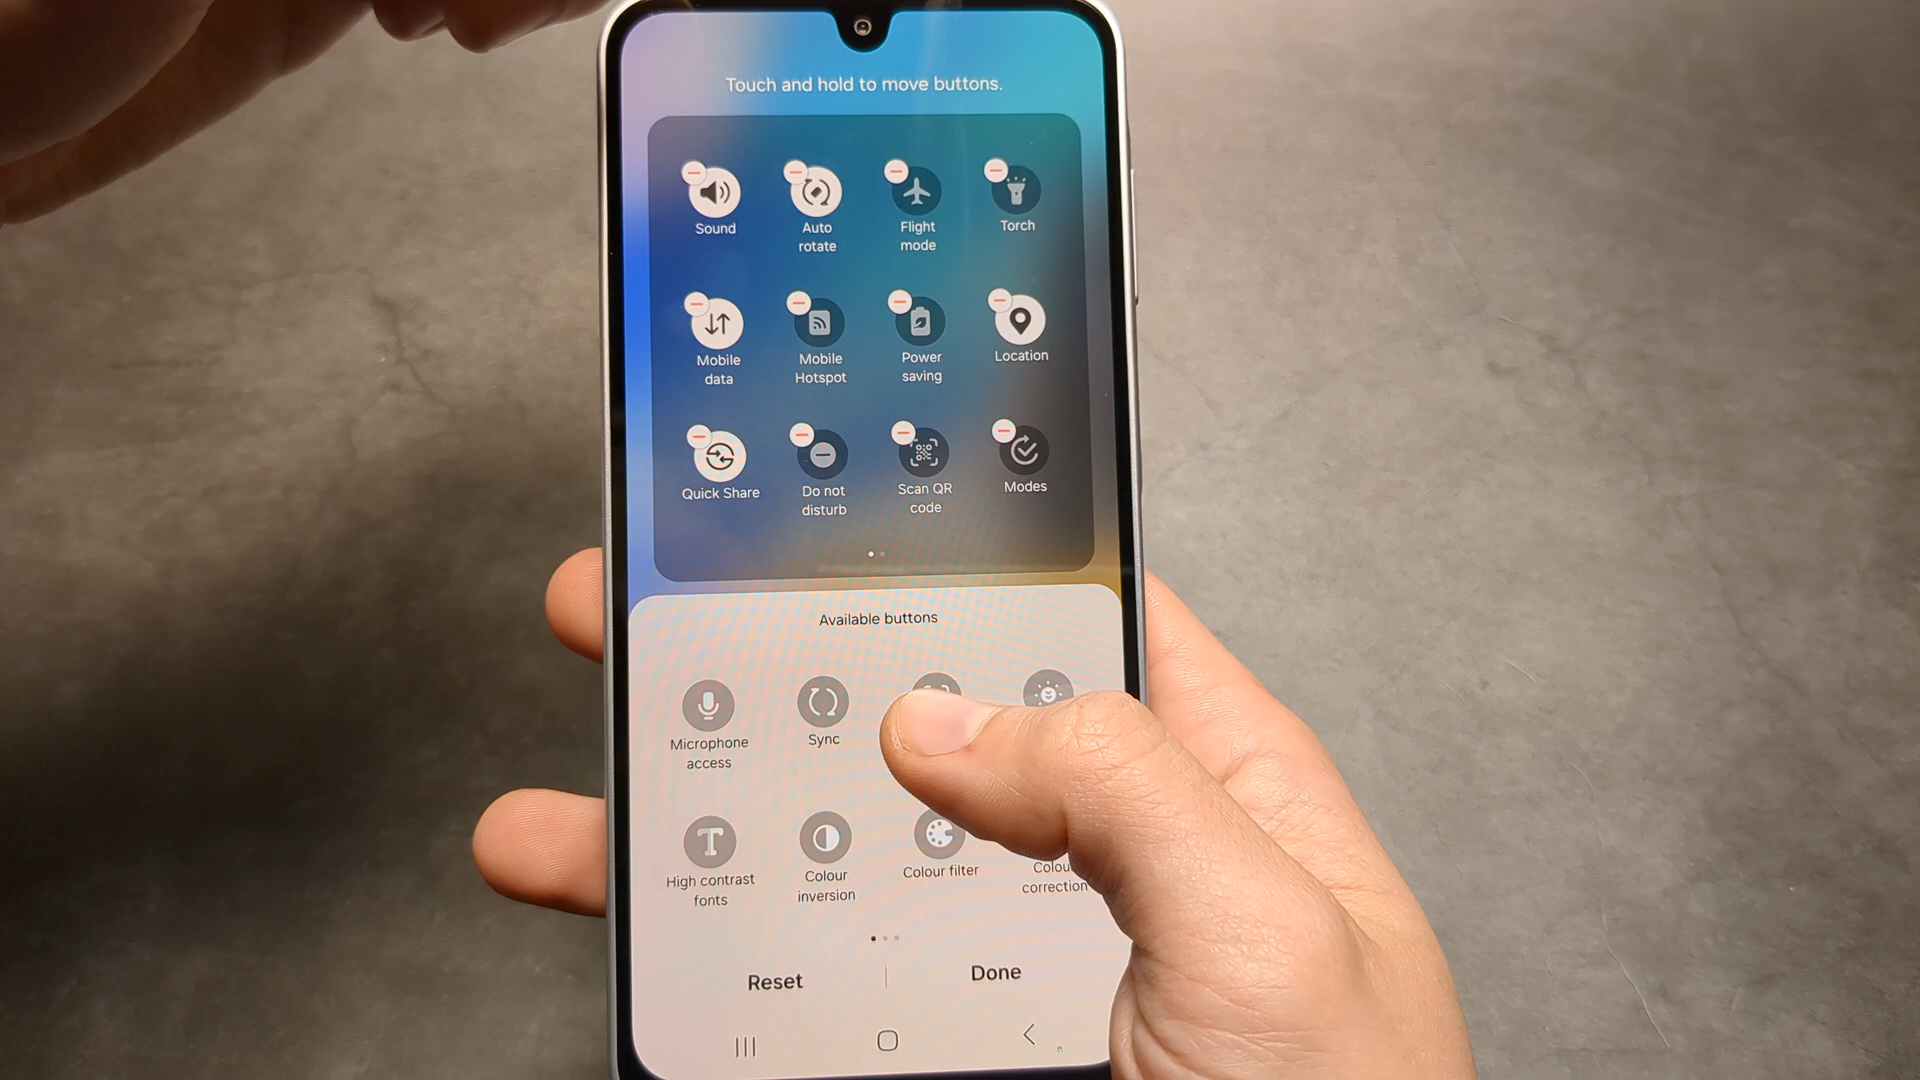 Touch and hold to move buttons.
Sound
Auto
rotate
Flight
mode
Torch
Mobile
data
Mobile
Hotspot
Power
saving
Location
Quick Share
Do not
disturb
Scan QR
code
Modes
Available buttons
Microphone
access
Sync
High contrast
fonts
Colour
inversion
Colour filter
correction
Reset
Done